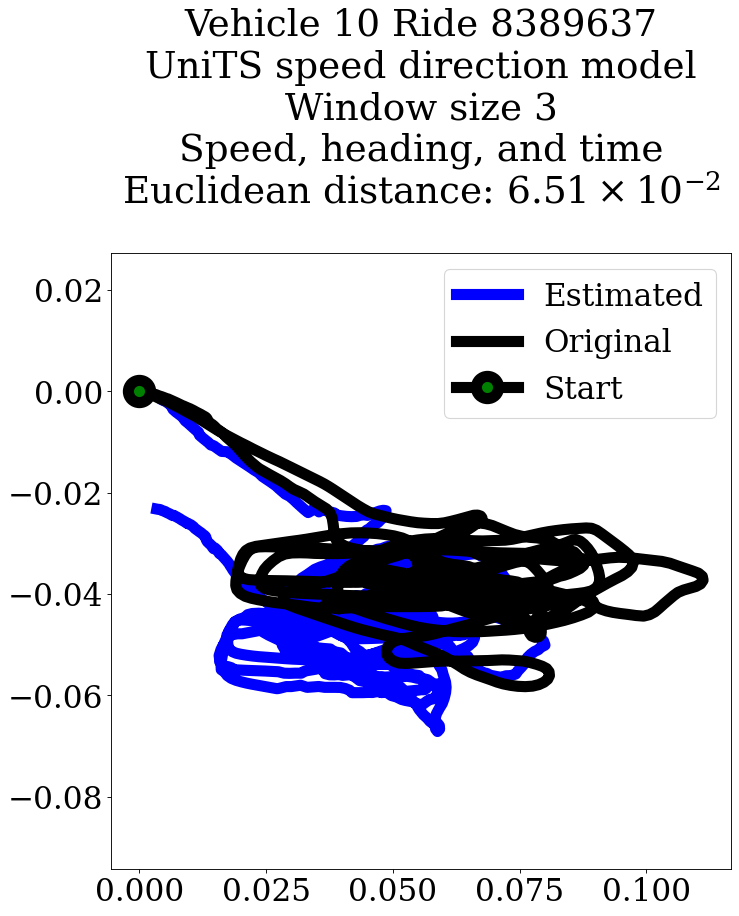 Vehicle 10 Ride 8389637
UniTS speed direction model
Window size 3
Speed, heading, and time
Euclidean distance: 6.51 × 10⁻²
Estimated
Original
Start
0.02
0.00
−0.02
−0.04
−0.06
−0.08
0.000 0.025 0.050 0.075 0.100